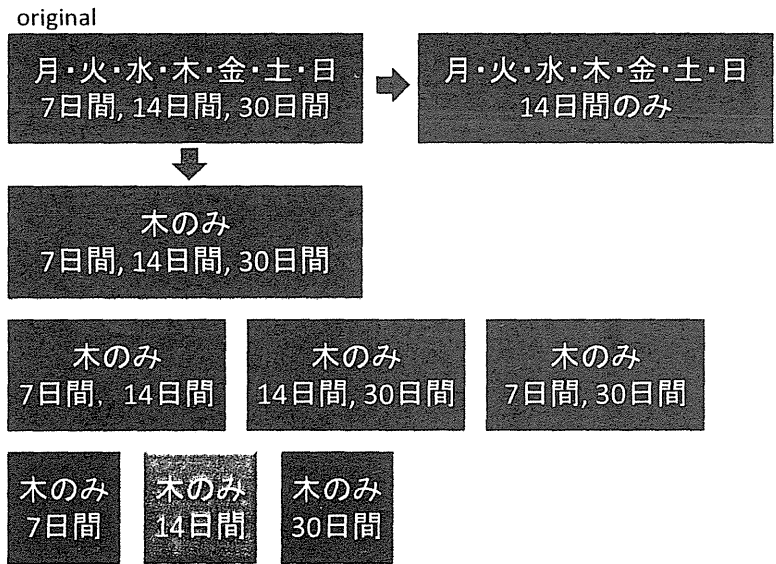 original
月・火・水・木・金・土・日
7日間, 14日間, 30日間
月・火・水・木・金・土・日
14日間のみ
木のみ
7日間, 14日間, 30日間
木のみ
7日間, 14日間
木のみ
14日間, 30日間
木のみ
7日間, 30日間
木のみ
7日間
木のみ
14日間
木のみ
30日間